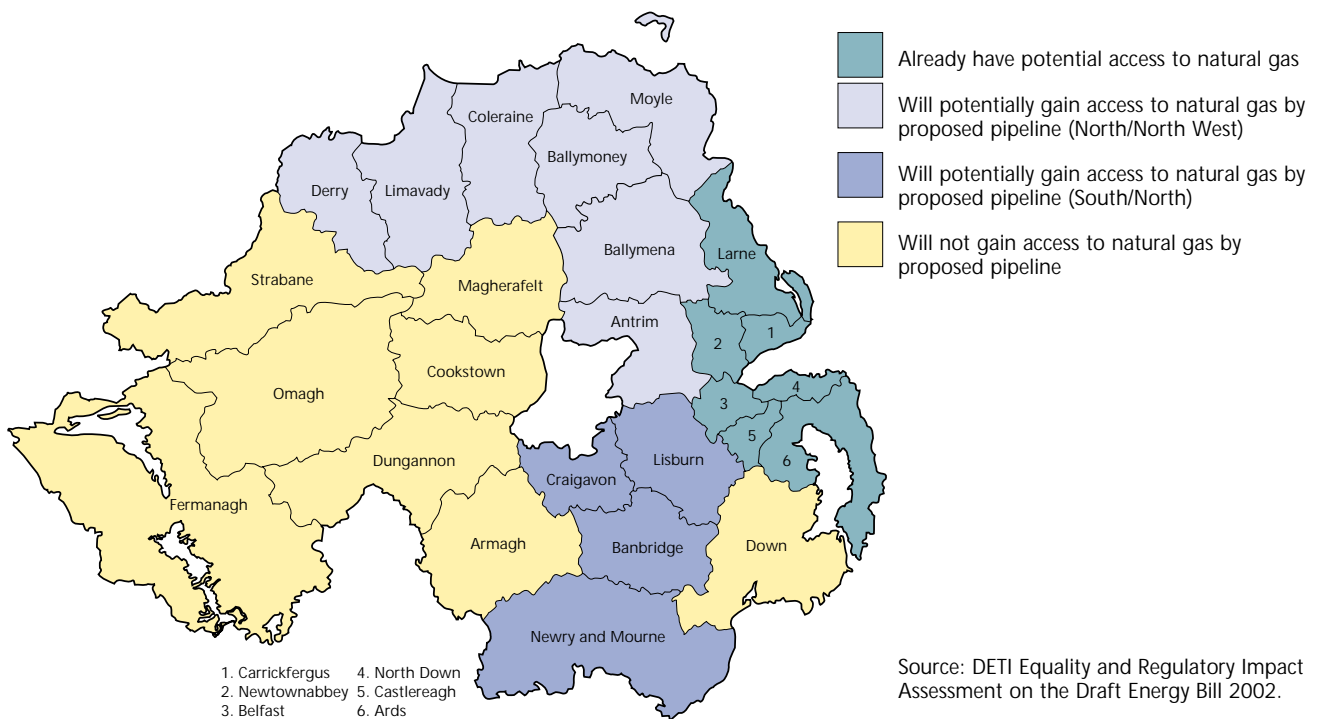 Moyle
Coleraine
Ballymoney
Derry
Limavady
Ballymena
Larne
Strabane
Magherafelt
Antrim
1
2
Cookstown
Omagh
4
3
5
6
Dungannon
Lisburn
Craigavon
Fermanagh
Armagh
Banbridge
Down
Newry and Mourne
Already have potential access to natural gas
Will potentially gain access to natural gas by
proposed pipeline (North/North West)
Will potentially gain access to natural gas by
proposed pipeline (South/North)
Will not gain access to natural gas by
proposed pipeline
1. Carrickfergus 4. North Down
2. Newtownabbey 5. Castlereagh
3. Belfast 6. Ards
Source: DETI Equality and Regulatory Impact
Assessment on the Draft Energy Bill 2002.